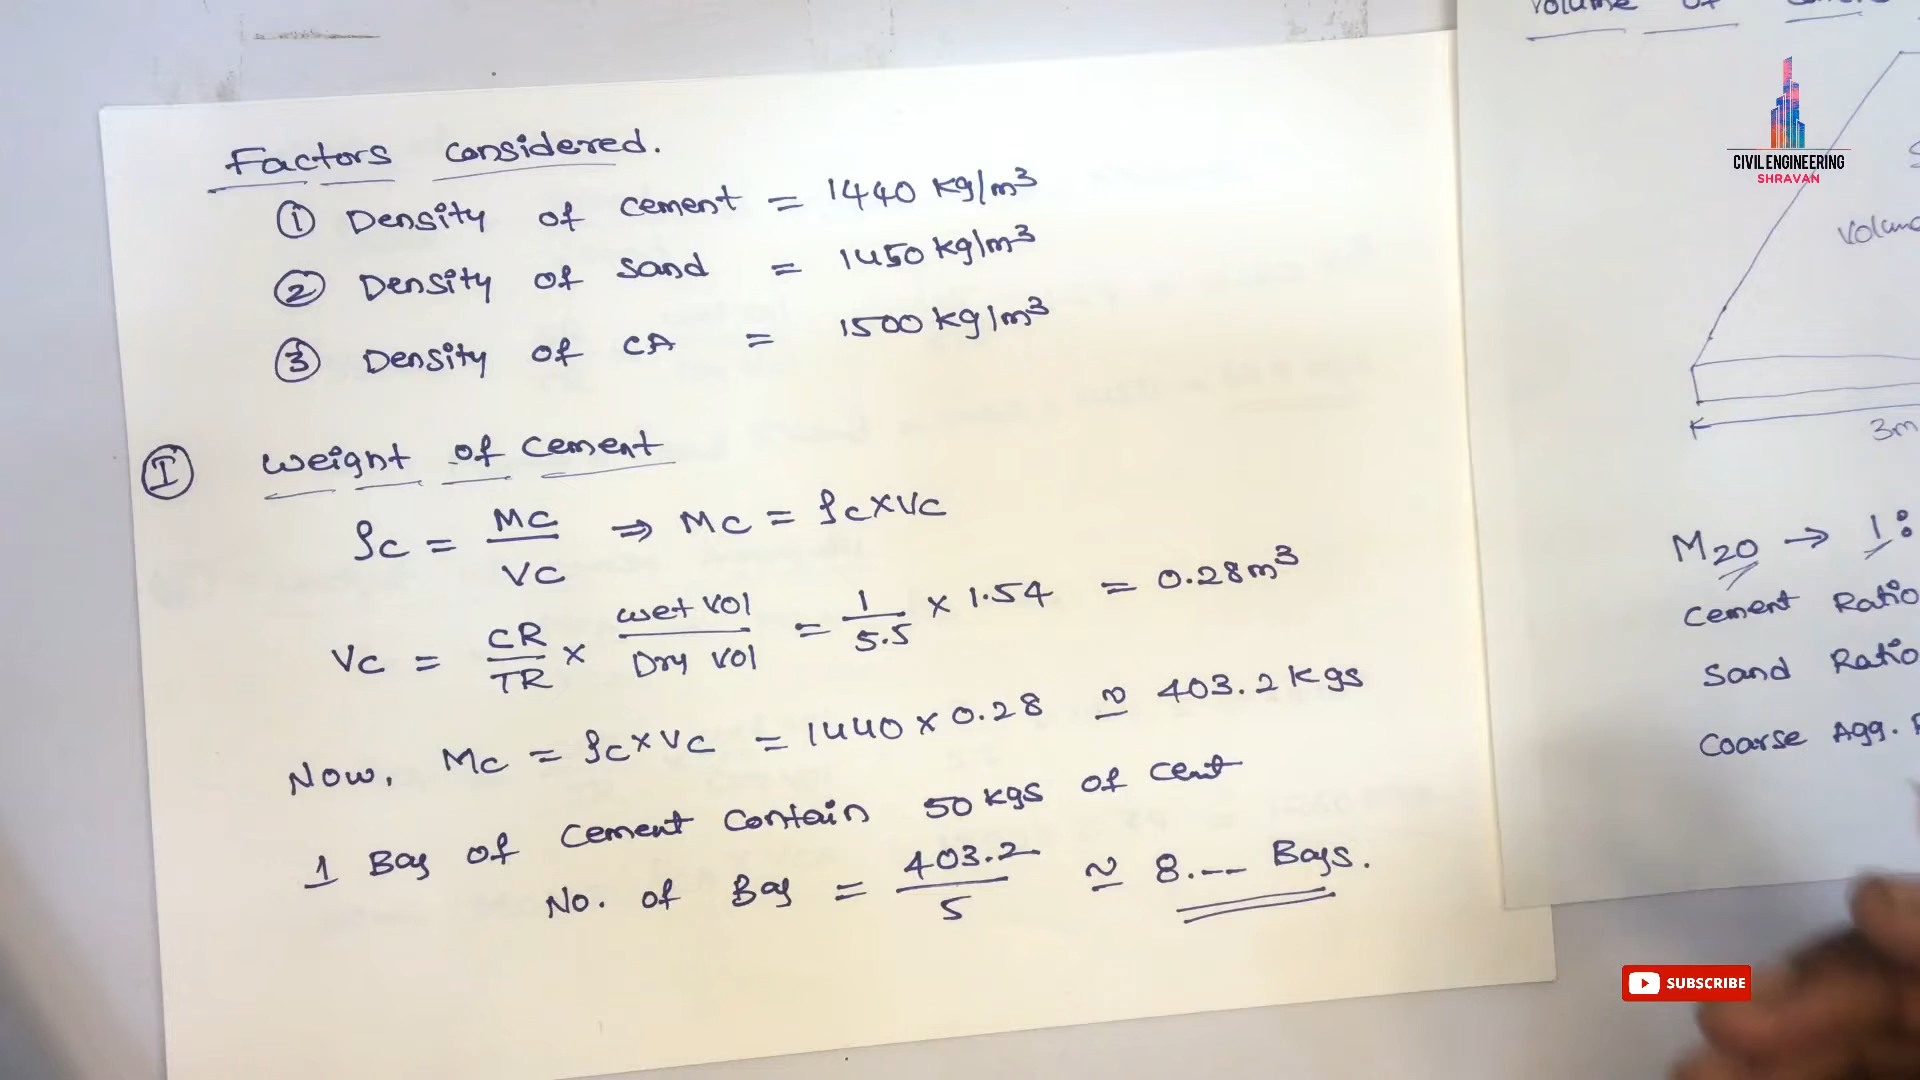 Factors considered.
① Density of cement = 1440 kg/m³
② Density of sand = 1450 kg/m³
③ Density of CA = 1500 kg/m³
Ⓘ Weight of Cement
ρc = MC/VC ⇒ MC = ρc×VC
VC = CR/TR × wet vol/Dry vol = 1/5.5 × 1.54 = 0.28m³
Now, MC = ρc×VC = 1440×0.28 ≃ 403.2 kgs
1 Bag of cement contain 50 kgs of cent
No. of Bag = 403.2/5 ≃ 8.-- Bags.
Volume of
CIVIL ENGINEERING
SHRAVAN
3m
M20 → 1:
Cement Ratio
Sand Ratio
Coarse Agg.
SUBSCRIBE